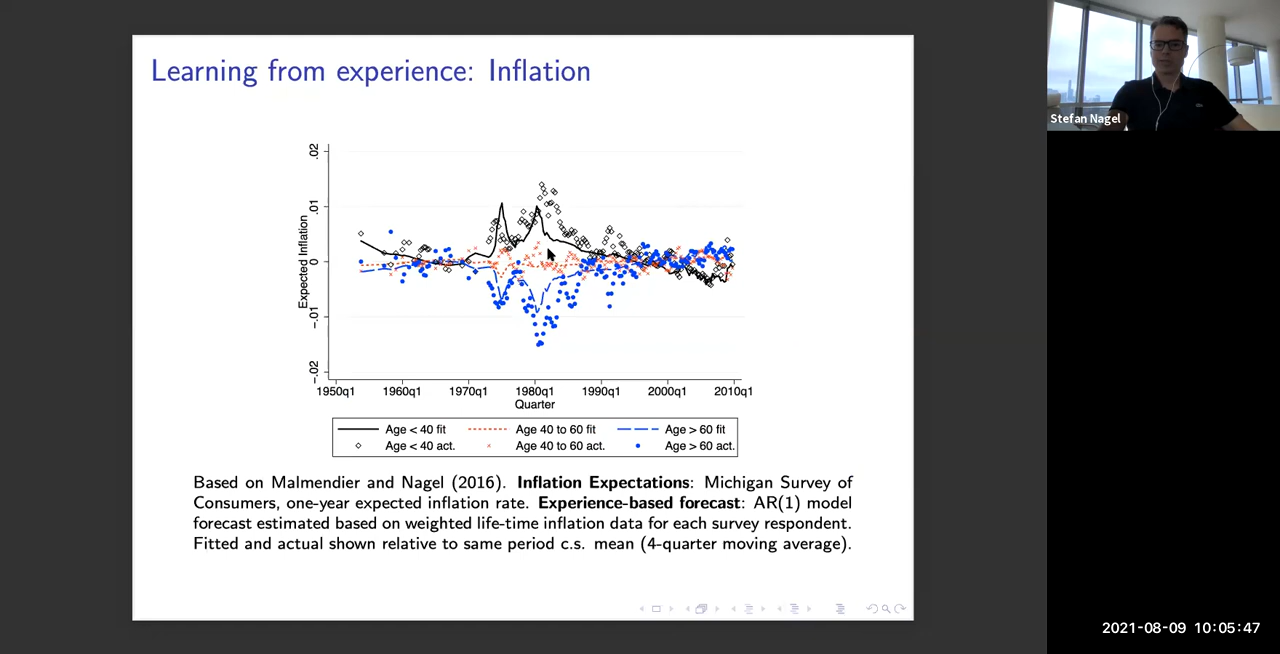 Learning from experience: Inflation
Stefan Nagel
.02
.01
0
-.01
-.02
Expected Inflation
1950q1 1960q1 1970q1 1980q1 1990q1 2000q1 2010q1
Quarter
Age < 40 fit Age 40 to 60 fit Age > 60 fit
Age < 40 act. Age 40 to 60 act. Age > 60 act.
Based on Malmendier and Nagel (2016). Inflation Expectations: Michigan Survey of
Consumers, one-year expected inflation rate. Experience-based forecast: AR(1) model
forecast estimated based on weighted life-time inflation data for each survey respondent.
Fitted and actual shown relative to same period c.s. mean (4-quarter moving average).
2021-08-09 10:05:47